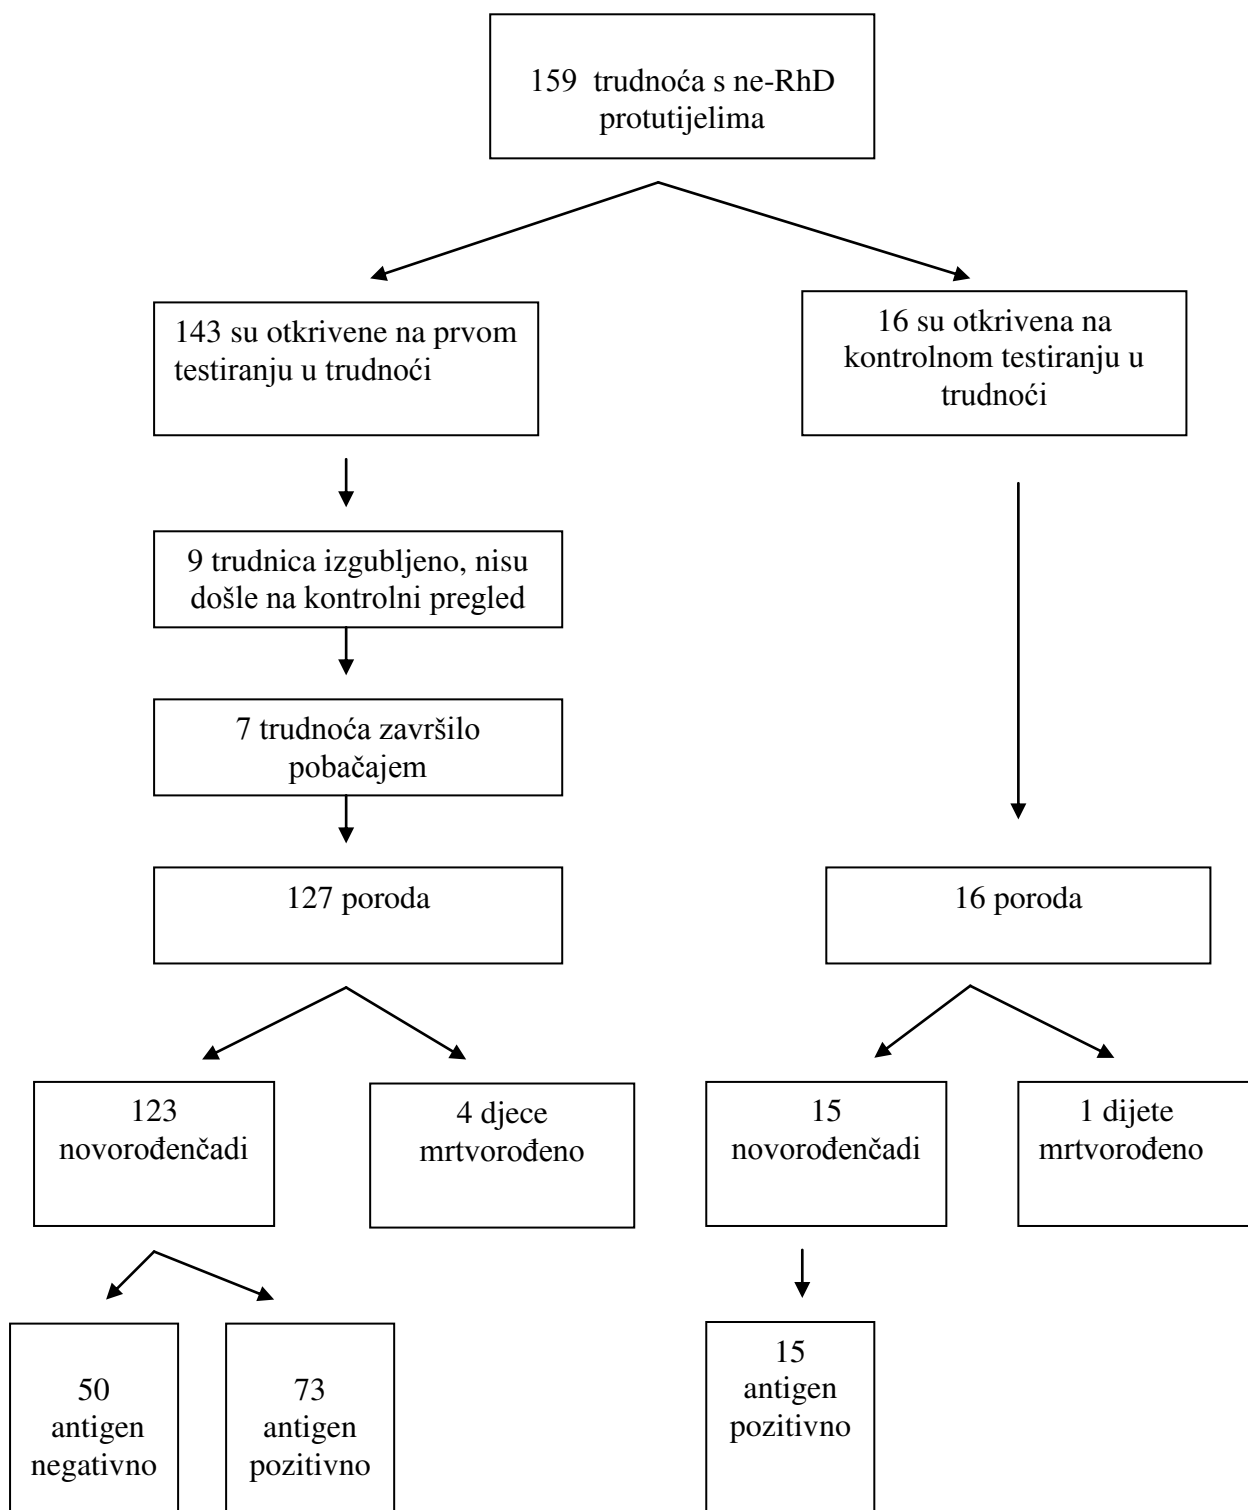 159 trudnoća s ne-RhD
protutijelima
143 su otkrivene na prvom
testiranju u trudnoći
16 su otkrivena na
kontrolnom testiranju u
trudnoći
9 trudnica izgubljeno, nisu
došle na kontrolni pregled
7 trudnoća završilo
pobačajem
127 poroda
16 poroda
123
novorođenčadi
4 djece
mrtvorođeno
15
novorođenčadi
1 dijete
mrtvorođeno
50
antigen
negativno
73
antigen
pozitivno
15
antigen
pozitivno